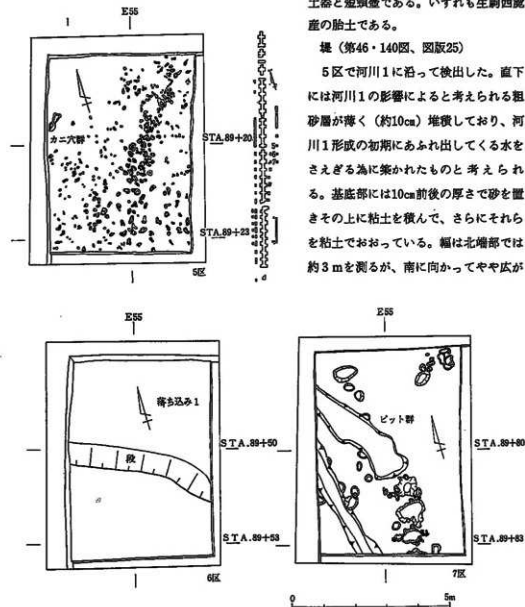 土器と短頸壺である。いずれも生駒西麓
産の胎土である。
堤（第46・140図、図版25）
5区で河川1に沿って検出した。直下
には河川1の影響によると考えられる粗
砂層が薄く（約10cm）堆積しており、河
川1形成の初期にあふれ出してくる水を
さえぎる為に築かれたものと考えられ
る。基底部には10cm前後の厚さで砂を置
きその上に粘土を積んで、さらにそれら
を粘土でおおっている。幅は北端部では
約3mを測るが、南に向かってやや広が
E55
カニ穴群
STA.89+20
STA.89+23
5区
E55
落ち込み1
段
STA.89+50
STA.89+53
6区
E55
ピット群
STA.89+80
STA.89+83
7区
0 5m